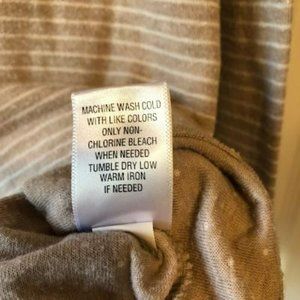 MACHINE WASH COLD
WITH LIKE COLORS
ONLY NON-
CHLORINE BLEACH
WHEN NEEDED
TUMBLE DRY LOW
WARM IRON
IF NEEDED